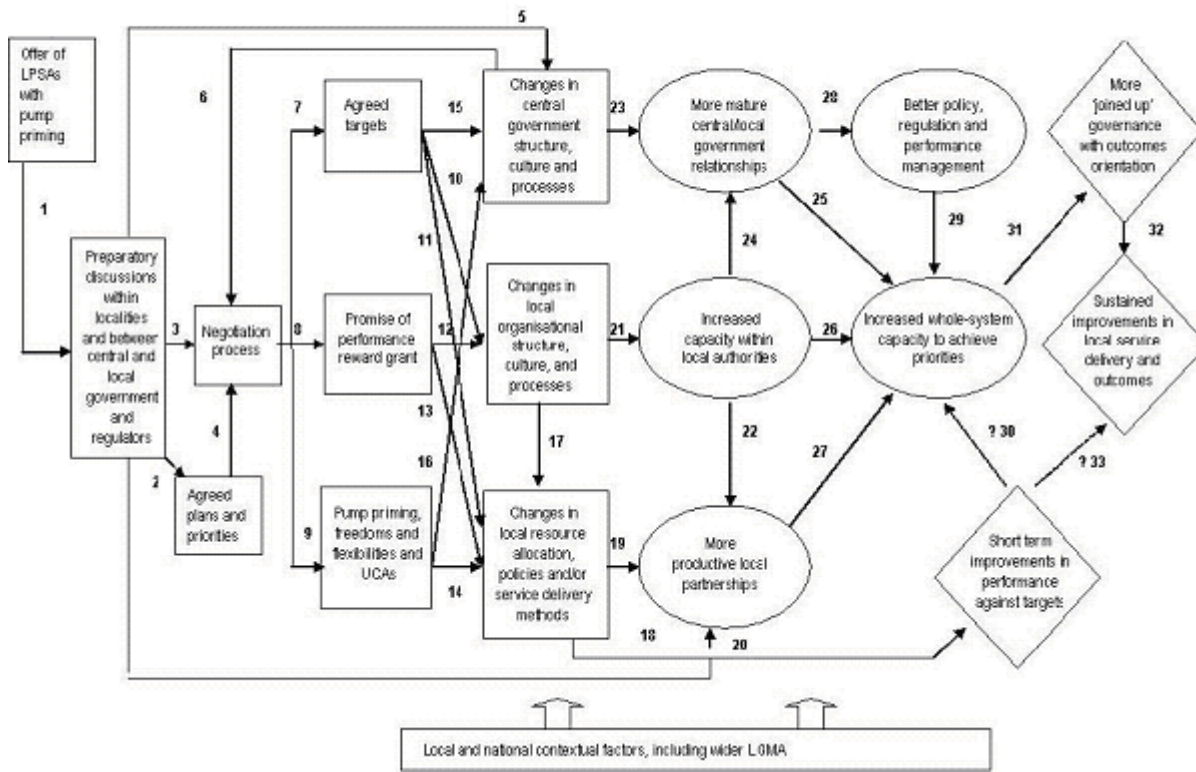 5
Offer of
LPSAs
with
pump
priming
1
Preparatory
discussions
within
localities
and between
central and
local
government
and
regulators
2
3
Agreed
plans and
priorities
4
6
Negotiation
process
7
8
9
Agreed
targets
Promise of
performance
reward grant
Pump priming,
freedoms and
flexibilities and
UCAs
15
10
11
12
13
16
14
Changes in
central
government
structure,
culture and
processes
Changes in
local
organisational
structure,
culture, and
processes
17
Changes in
local resource
allocation,
policies and/or
service delivery
methods
23
21
19
18
20
More mature
central/local
government
relationships
24
Increased
capacity within
local authorities
22
More
productive local
partnerships
28
25
26
27
Better policy,
regulation and
performance
management
29
Increased whole-system
capacity to achieve
priorities
? 30
31
? 33
More
'joined up'
governance
with outcomes
orientation
32
Sustained
improvements in
local service
delivery and
outcomes
Short term
improvements in
performance
against targets
Local and national contextual factors, including wider LGMA